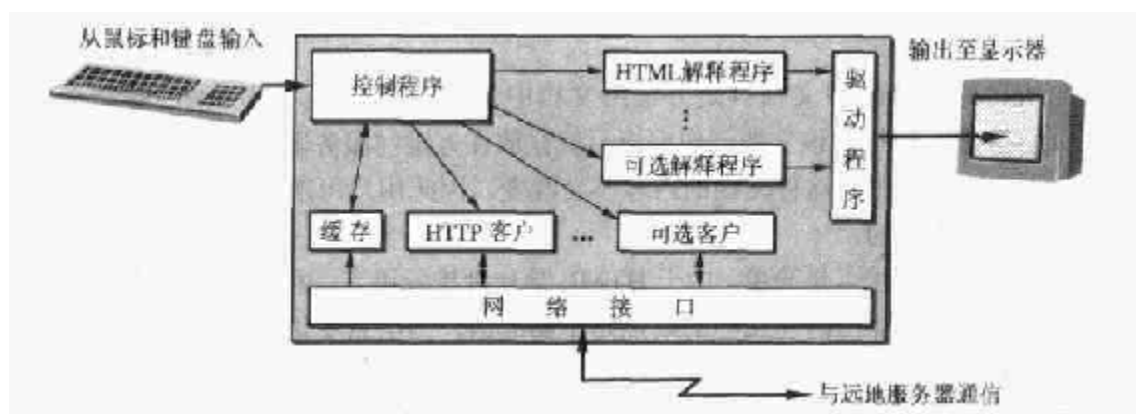 从鼠标和键盘输入
输出至显示器
控制程序
HTML解释程序
驱动程序
可选解释程序
缓存
HTTP 客户
...
可选客户
网络接口
与远地服务器通信